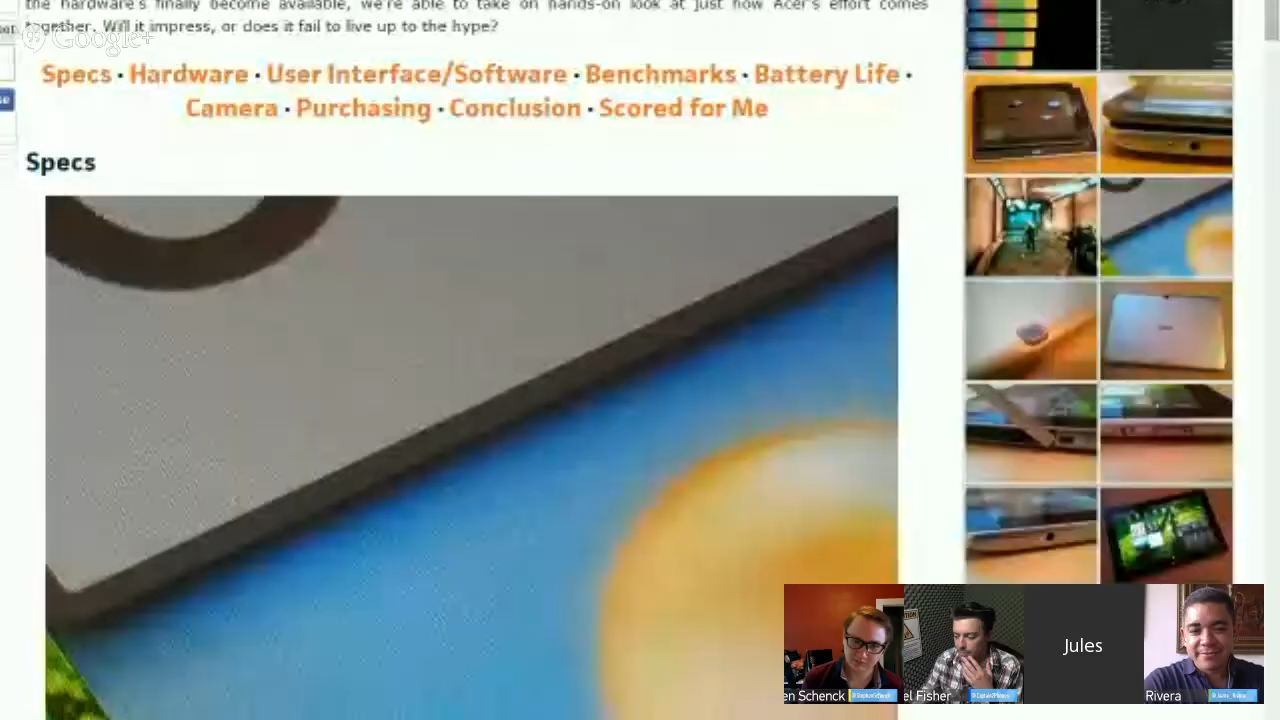 the hardware's finally become available, we're able to take on hands-on look at just how Acer's effort comes
together. Will it impress, or does it fail to live up to the hype?
Google+
Specs · Hardware · User Interface/Software · Benchmarks · Battery Life ·
Camera · Purchasing · Conclusion · Scored for Me
Specs
Jules
en Schenck
el Fisher
Rivera